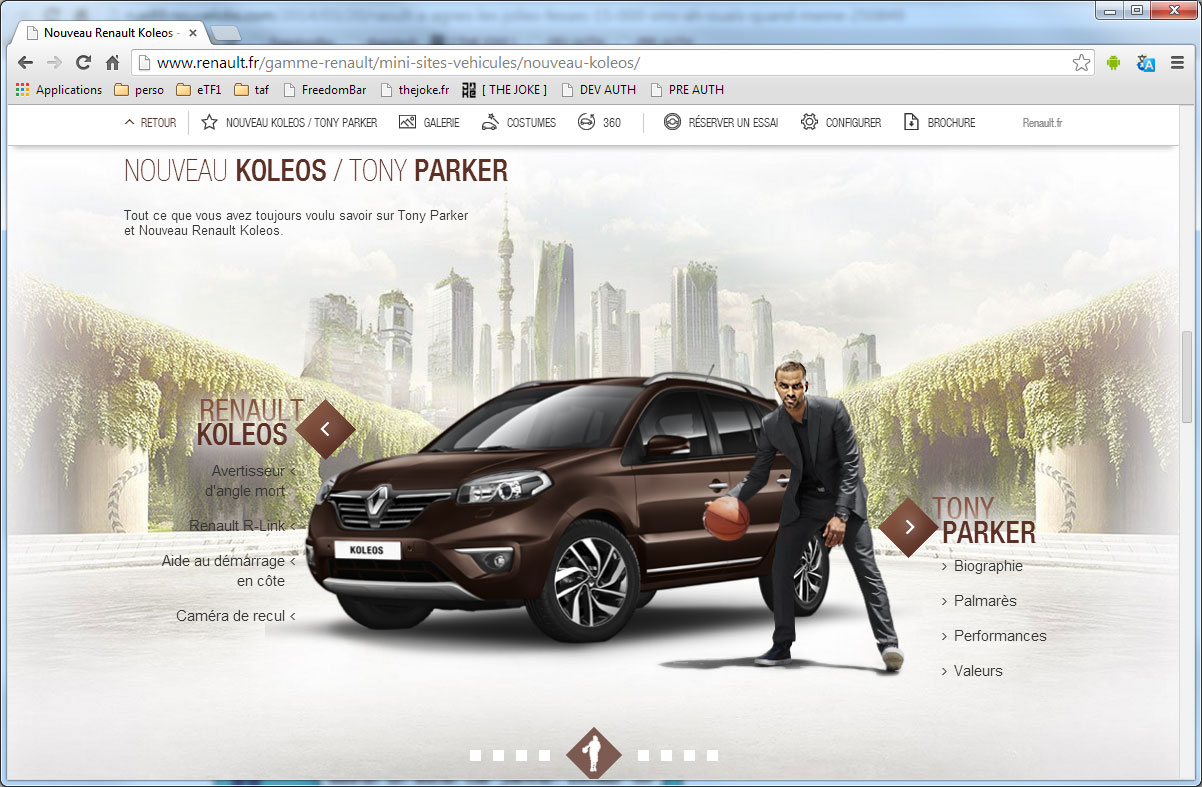 Nouveau Renault Koleos -
www.renault.fr/gamme-renault/mini-sites-vehicules/nouveau-koleos/
Applications perso eTF1 taf FreedomBar thejoke.fr [ THE JOKE ] DEV AUTH PRE AUTH
RETOUR NOUVEAU KOLEOS / TONY PARKER GALERIE COSTUMES 360 RÉSERVER UN ESSAI CONFIGURER BROCHURE Renault.fr
NOUVEAU KOLEOS / TONY PARKER
Tout ce que vous avez toujours voulu savoir sur Tony Parker
et Nouveau Renault Koleos.
RENAULT
KOLEOS
Avertisseur <
d'angle mort
Renault R-Link <
Aide au démarrage <
en côte
Caméra de recul <
KOLEOS
TONY
PARKER
> Biographie
> Palmarès
> Performances
> Valeurs